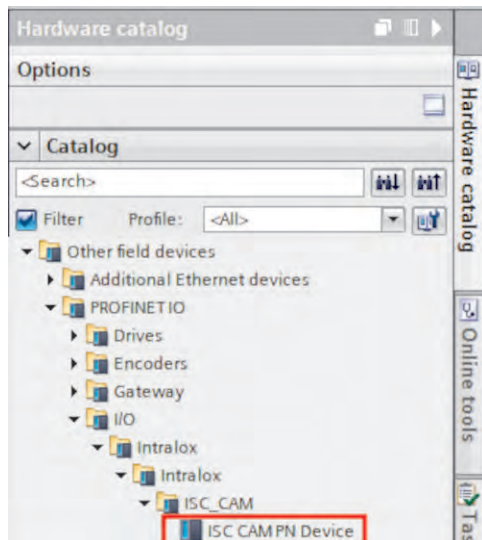 Hardware catalog
Options
Catalog
<Search>
Filter Profile: <All>
Other field devices
Additional Ethernet devices
PROFINET IO
Drives
Encoders
Gateway
I/O
Intralox
Intralox
ISC_CAM
ISC CAM PN Device
Hardware catalog
Online tools
Tas